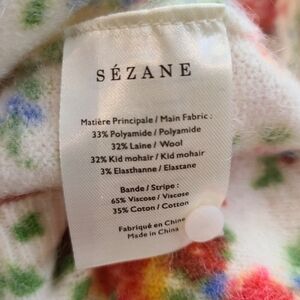 SÉZANE
Matière Principale / Main Fabric :
33% Polyamide / Polyamide
32% Laine / Wool
32% Kid mohair / Kid mohair
3% Elasthanne / Elastane
Bande / Stripe :
65% Viscose / Viscose
35% Coton / Cotton
Fabriqué en Chine
Made in China